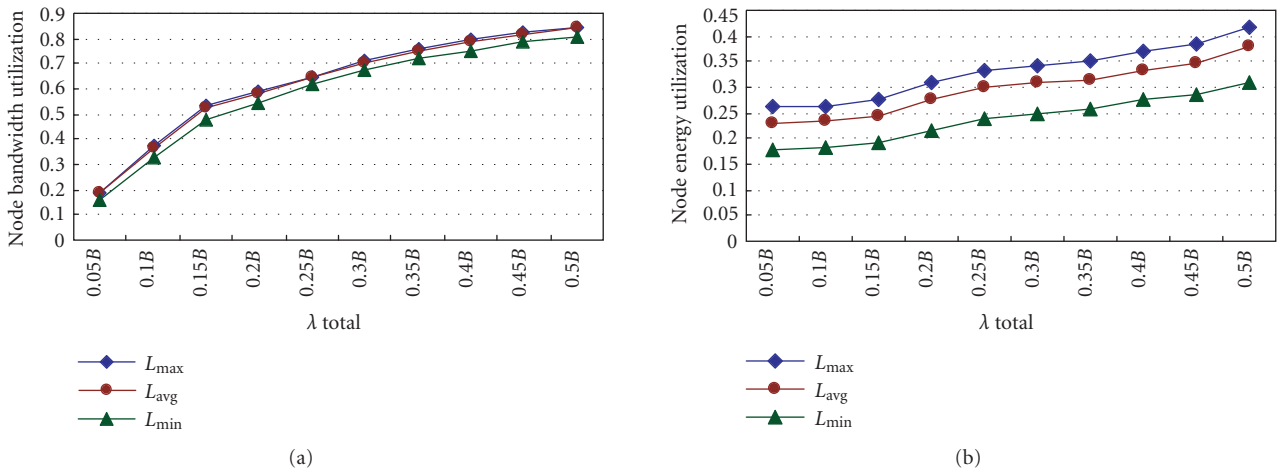 Node bandwidth utilization
0.9
0.8
0.7
0.6
0.5
0.4
0.3
0.2
0.1
0
0.05B
0.1B
0.15B
0.2B
0.25B
0.3B
0.35B
0.4B
0.45B
0.5B
λ total
Lmax
Lavg
Lmin
(a)
Node energy utilization
0.45
0.4
0.35
0.3
0.25
0.2
0.15
0.1
0.05
0
0.05B
0.1B
0.15B
0.2B
0.25B
0.3B
0.35B
0.4B
0.45B
0.5B
λ total
Lmax
Lavg
Lmin
(b)